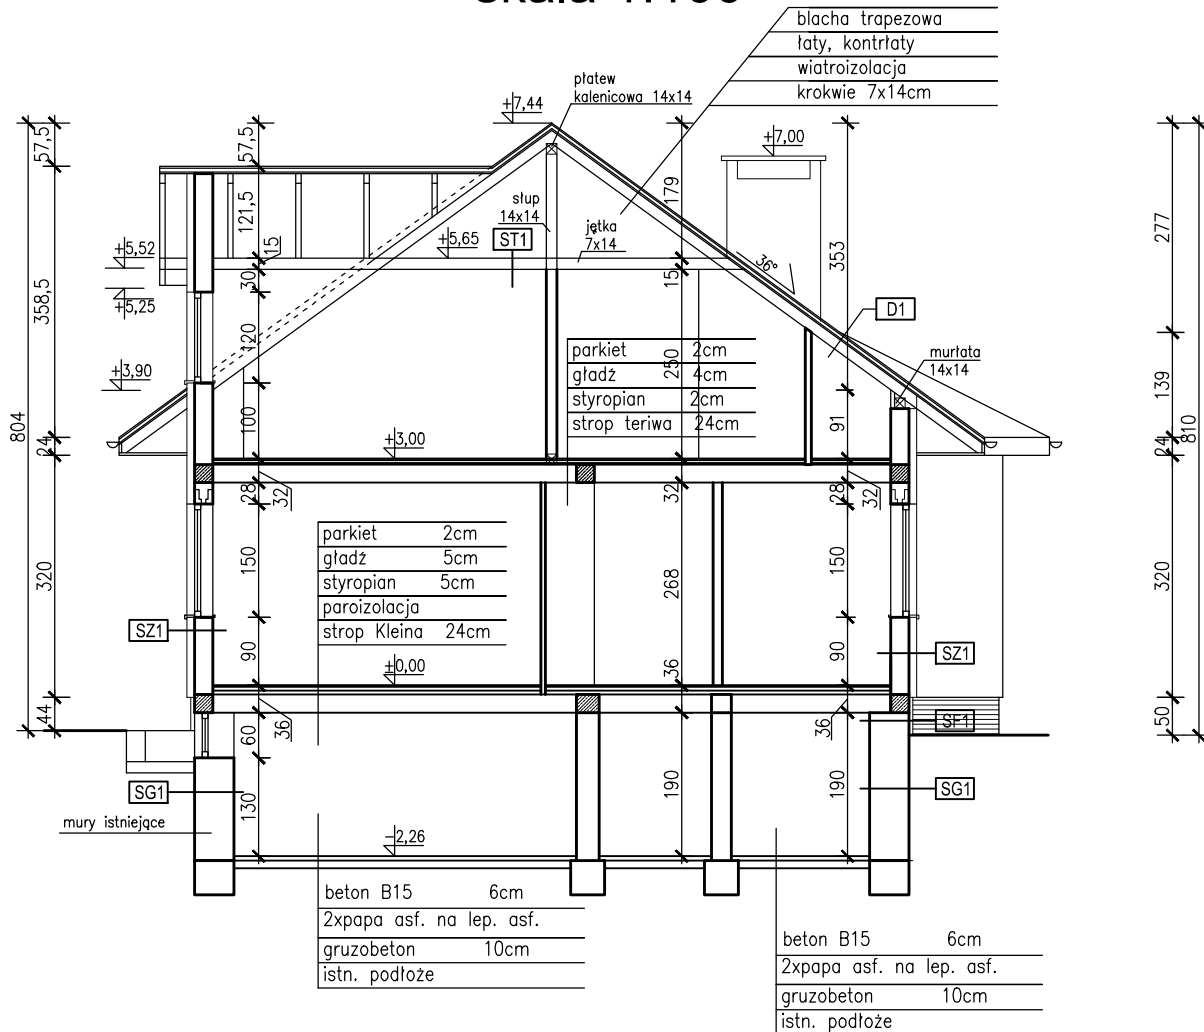 blacha trapezowa
łaty, kontrłaty
wiatroizolacja
krokwie 7x14cm
płatew
kalenicowa 14x14
+7,44
+7,00
57,5
57,5
57,5
179
121,5
słup
14x14
jętka
7x14
ST1
+5,65
15
+5,52
+5,25
30
15
36°
353
277
358,5
D1
120
parkiet 2cm
gładź 4cm
styropian 2cm
strop teriwa 24cm
250
murłata
14x14
+3,90
139
804
100
91
810
24
24
+3,00
28
32
32
28
32
parkiet 2cm
gładź 5cm
styropian 5cm
paroizolacja
strop Kleina 24cm
150
268
150
320
320
SZ1
90
±0,00
36
90
SZ1
44
36
60
36
SF1
50
SG1
130
190
190
SG1
mury istniejące
-2,26
beton B15 6cm
2xpapa asf. na lep. asf.
gruzobeton 10cm
istn. podłoże
beton B15 6cm
2xpapa asf. na lep. asf.
gruzobeton 10cm
istn. podłoże